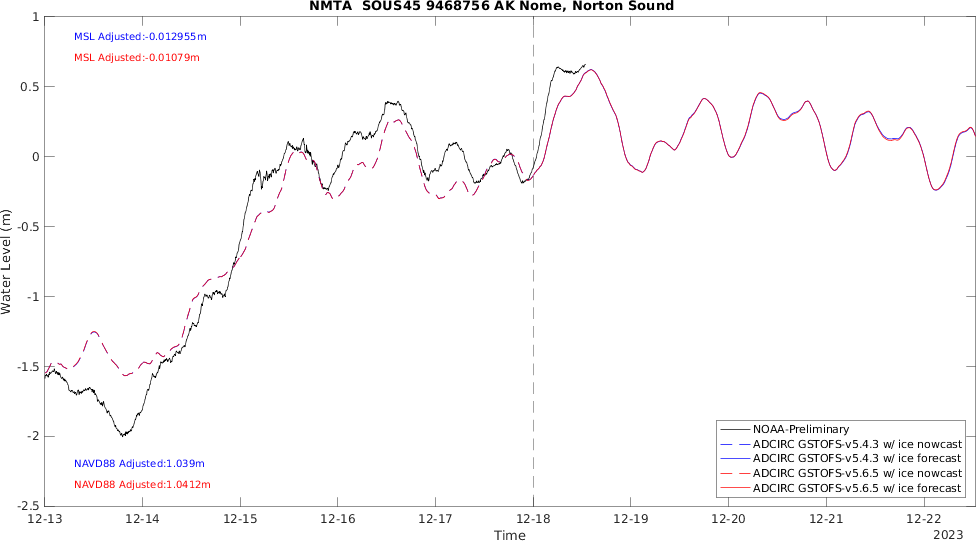 NMTA SOUS45 9468756 AK Nome, Norton Sound
MSL Adjusted:-0.012955m
MSL Adjusted:-0.01079m
1
0.5
0
-0.5
-1
-1.5
-2
-2.5
Water Level (m)
NAVD88 Adjusted:1.039m
NAVD88 Adjusted:1.0412m
NOAA-Preliminary
ADCIRC GSTOFS-v5.4.3 w/ ice nowcast
ADCIRC GSTOFS-v5.4.3 w/ ice forecast
ADCIRC GSTOFS-v5.6.5 w/ ice nowcast
ADCIRC GSTOFS-v5.6.5 w/ ice forecast
12-13 12-14 12-15 12-16 12-17 12-18 12-19 12-20 12-21 12-22
Time
2023